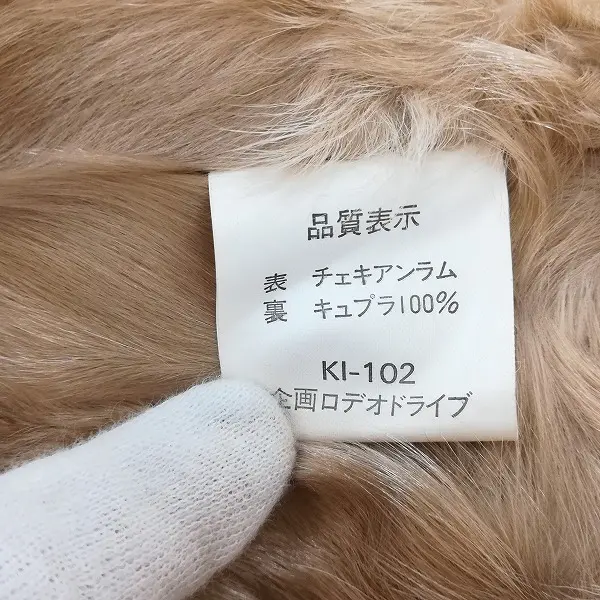 品質表示
表 チェキアンラム
裏 キュプラ100%
KI-102
企画ロデオドライブ